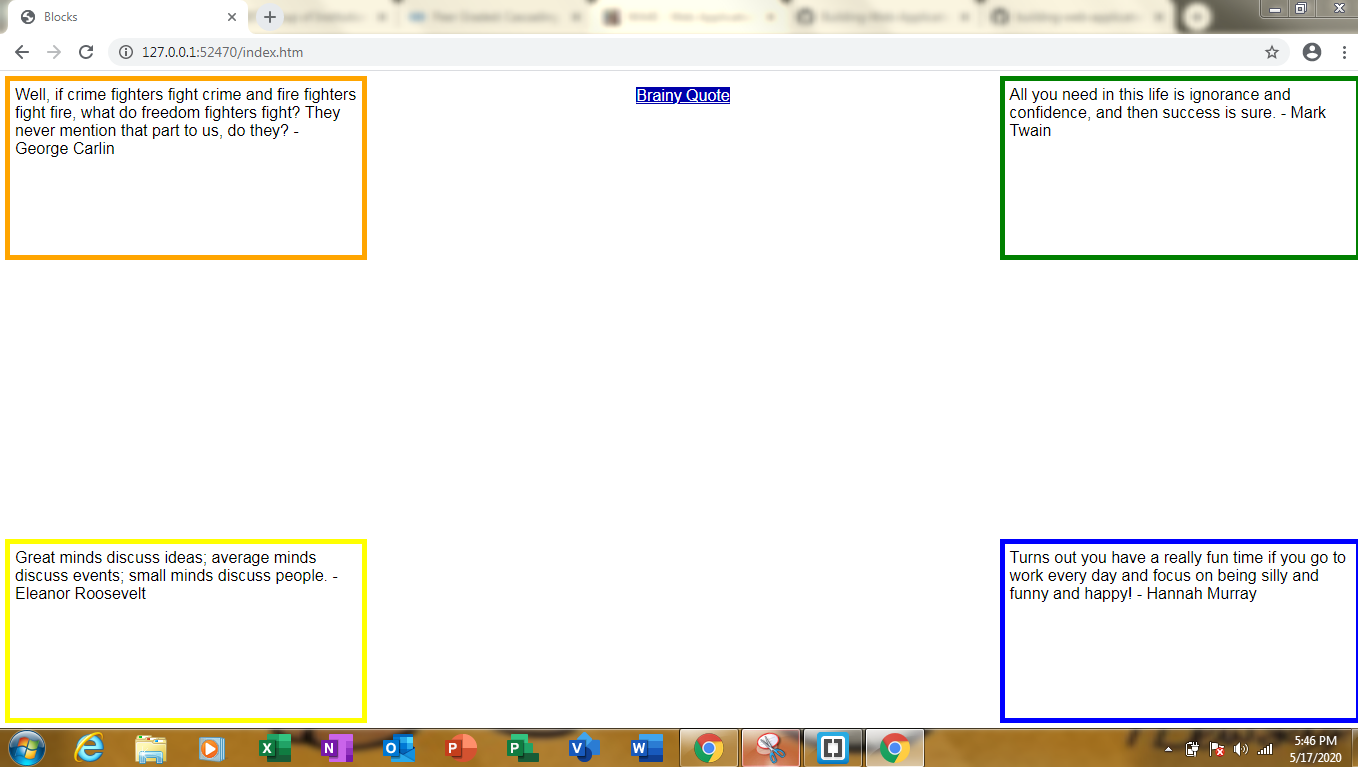 Blocks
127.0.0.1:52470/index.htm
Well, if crime fighters fight crime and fire fighters
fight fire, what do freedom fighters fight? They
never mention that part to us, do they? -
George Carlin
Brainy Quote
All you need in this life is ignorance and
confidence, and then success is sure. - Mark
Twain
Great minds discuss ideas; average minds
discuss events; small minds discuss people. -
Eleanor Roosevelt
Turns out you have a really fun time if you go to
work every day and focus on being silly and
funny and happy! - Hannah Murray
5:46 PM
5/17/2020